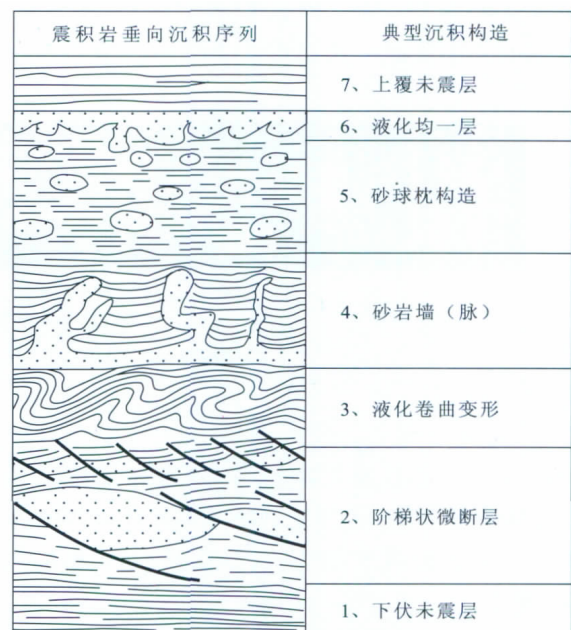 震积岩垂向沉积序列
典型沉积构造
7、上覆未震层
6、液化均一层
5、砂球枕构造
4、砂岩墙（脉）
3、液化卷曲变形
2、阶梯状微断层
1、下伏未震层